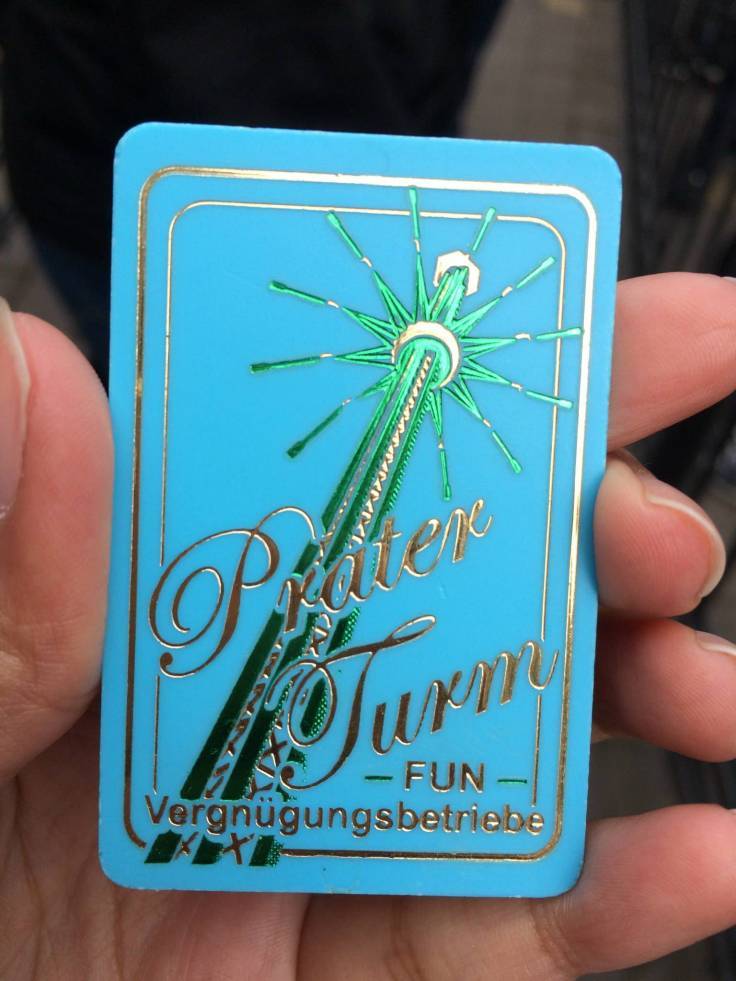 Prater
Turm
- FUN -
Vergnügungsbetriebe